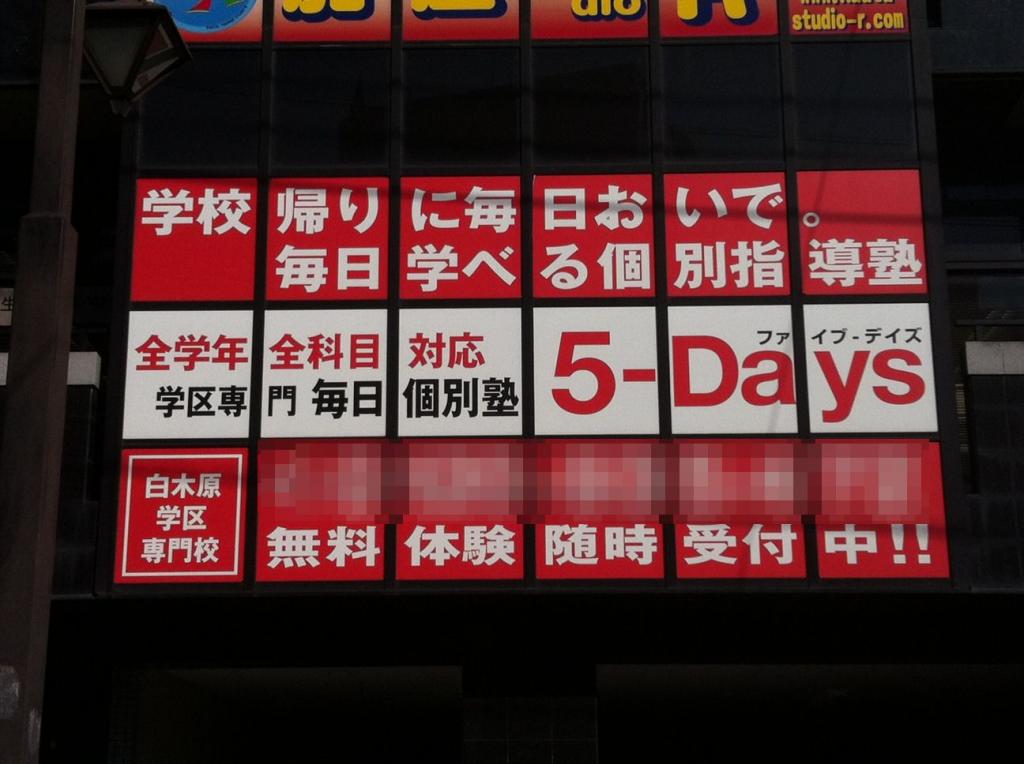 dio
studio-r.com
学校帰りに毎日おいで。
毎日学べる個別指導塾
全学年全科目対応
学区専門 毎日個別塾
ファイブ-デイズ
5-Days
白木原
学区
専門校
無料体験随時受付中!!